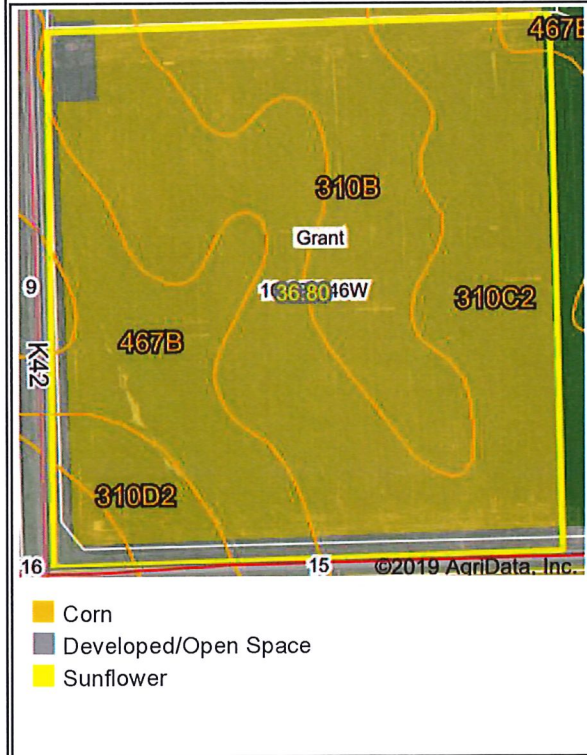 467B
310B
Grant
36.80
46W
9
310C2
467B
K42
310D2
16
15
©2019 AgriData, Inc.
Corn
Developed/Open Space
Sunflower